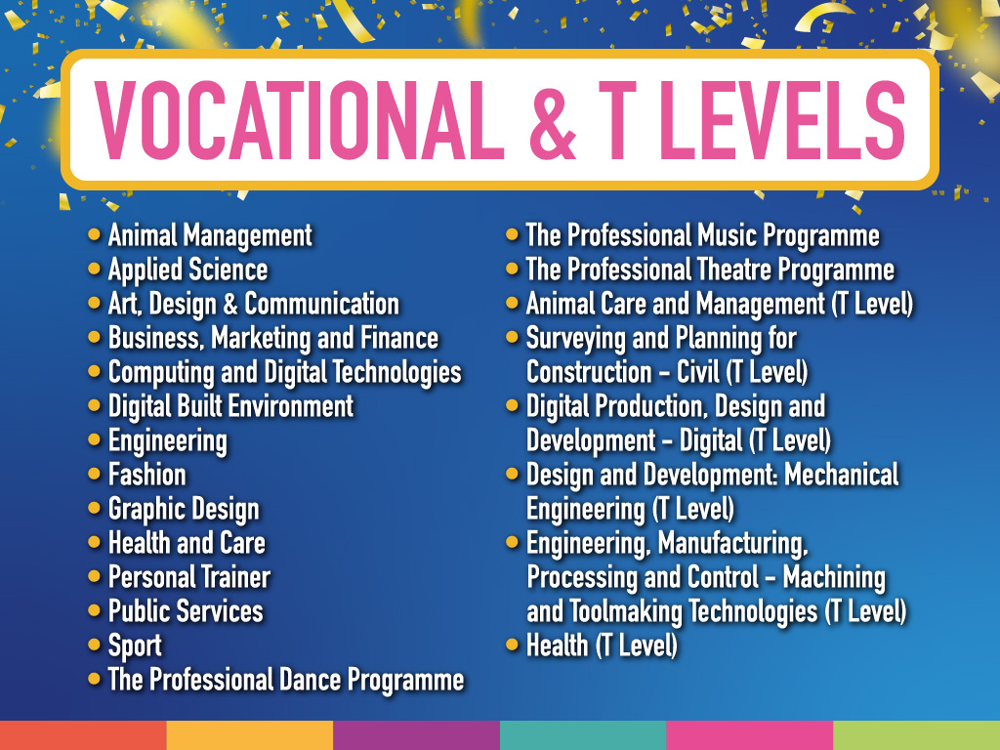 VOCATIONAL & T LEVELS
• Animal Management
• Applied Science
• Art, Design & Communication
• Business, Marketing and Finance
• Computing and Digital Technologies
• Digital Built Environment
• Engineering
• Fashion
• Graphic Design
• Health and Care
• Personal Trainer
• Public Services
• Sport
• The Professional Dance Programme
• The Professional Music Programme
• The Professional Theatre Programme
• Animal Care and Management (T Level)
• Surveying and Planning for
Construction – Civil (T Level)
• Digital Production, Design and
Development – Digital (T Level)
• Design and Development: Mechanical
Engineering (T Level)
• Engineering, Manufacturing,
Processing and Control – Machining
and Toolmaking Technologies (T Level)
• Health (T Level)